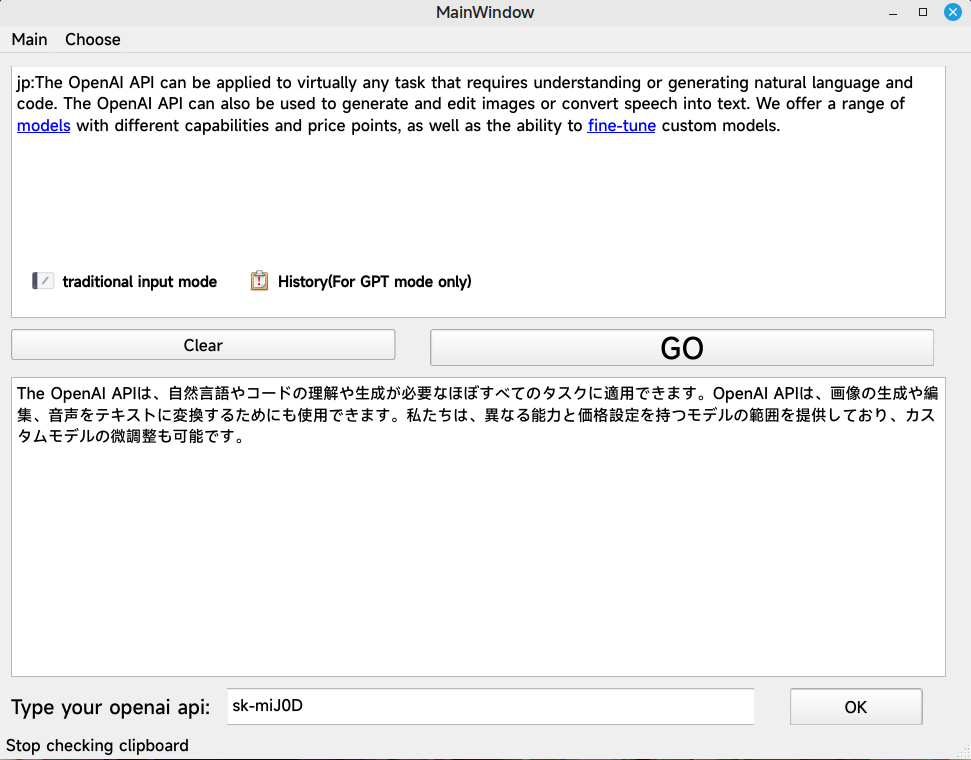 MainWindow
Main Choose
jp:The OpenAI API can be applied to virtually any task that requires understanding or generating natural language and
code. The OpenAI API can also be used to generate and edit images or convert speech into text. We offer a range of
models with different capabilities and price points, as well as the ability to fine-tune custom models.
traditional input mode History(For GPT mode only)
Clear GO
The OpenAI APIは、自然言語やコードの理解や生成が必要なほぼすべてのタスクに適用できます。OpenAI APIは、画像の生成や編
集、音声をテキストに変換するためにも使用できます。私たちは、異なる能力と価格設定を持つモデルの範囲を提供しており、カス
タムモデルの微調整も可能です。
Type your openai api: sk-miJ0D OK
Stop checking clipboard